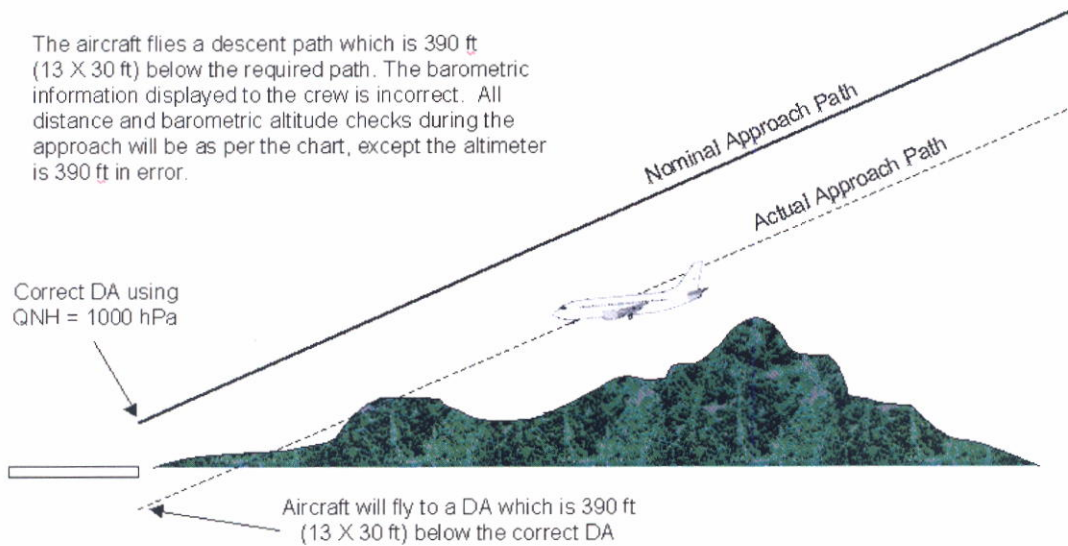 The aircraft flies a descent path which is 390 ft
(13 X 30 ft) below the required path. The barometric
information displayed to the crew is incorrect. All
distance and barometric altitude checks during the
approach will be as per the chart, except the altimeter
is 390 ft in error.
Nominal Approach Path
Actual Approach Path
Correct DA using
QNH = 1000 hPa
Aircraft will fly to a DA which is 390 ft
(13 X 30 ft) below the correct DA